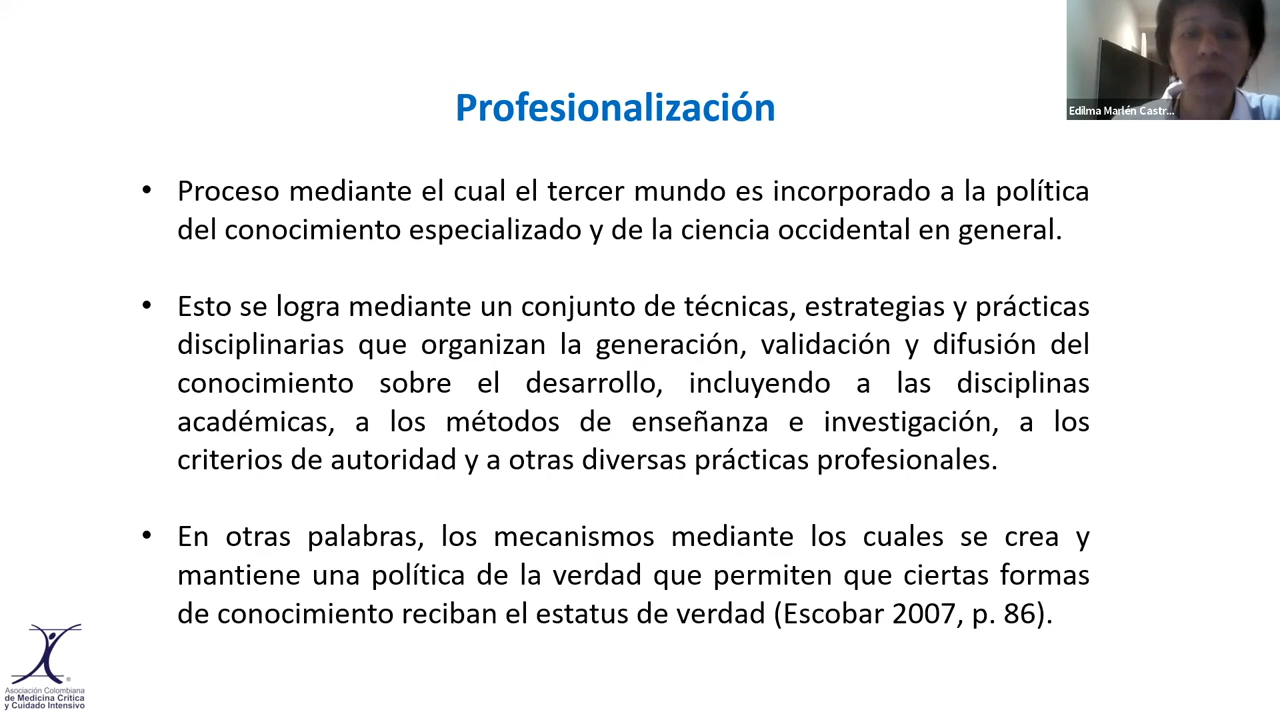 Edilma Marlén Castr...
Profesionalización
• Proceso mediante el cual el tercer mundo es incorporado a la política
del conocimiento especializado y de la ciencia occidental en general.
• Esto se logra mediante un conjunto de técnicas, estrategias y prácticas
disciplinarias que organizan la generación, validación y difusión del
conocimiento sobre el desarrollo, incluyendo a las disciplinas
académicas, a los métodos de enseñanza e investigación, a los
criterios de autoridad y a otras diversas prácticas profesionales.
• En otras palabras, los mecanismos mediante los cuales se crea y
mantiene una política de la verdad que permiten que ciertas formas
de conocimiento reciban el estatus de verdad (Escobar 2007, p. 86).
®
Asociación Colombiana
de Medicina Crítica
y Cuidado Intensivo